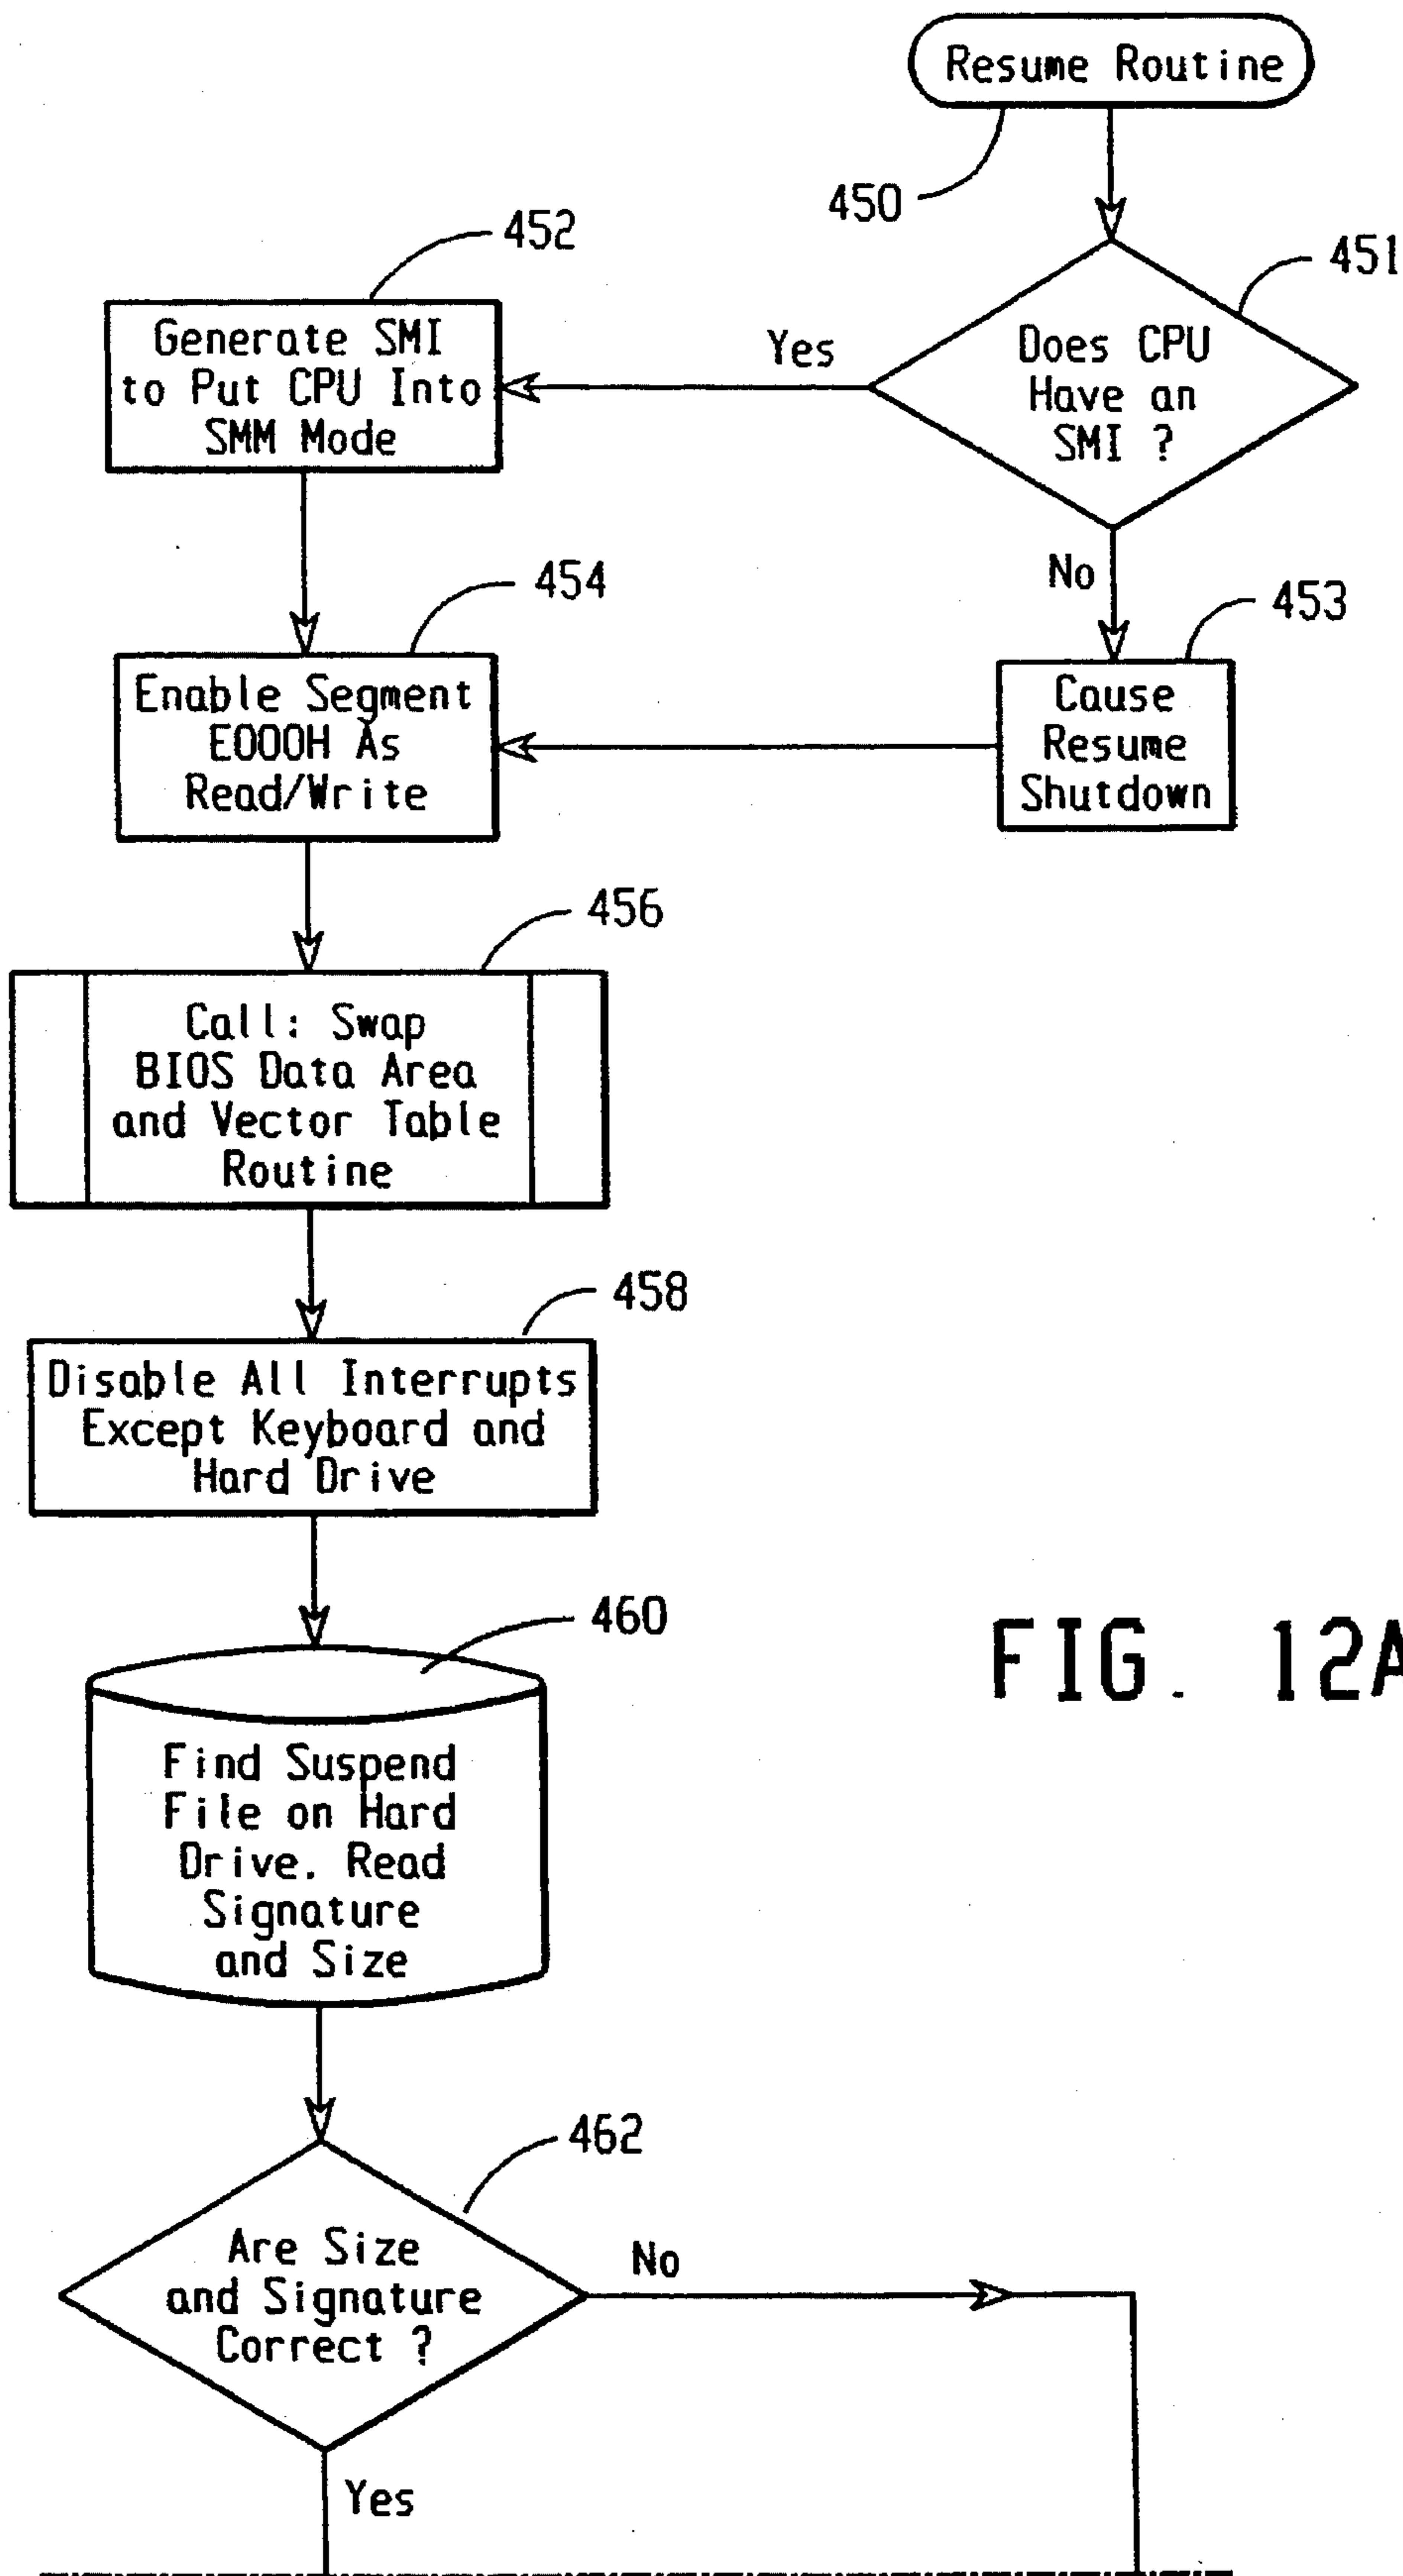 Resume Routine
450
451
Does CPU
Have an
SMI ?
Yes
No
452
Generate SMI
to Put CPU Into
SMM Mode
453
Cause
Resume
Shutdown
454
Enable Segment
E000H As
Read/Write
456
Call: Swap
BIOS Data Area
and Vector Table
Routine
458
Disable All Interrupts
Except Keyboard and
Hard Drive
460
Find Suspend
File on Hard
Drive. Read
Signature
and Size
FIG. 12A
462
Are Size
and Signature
Correct ?
No
Yes